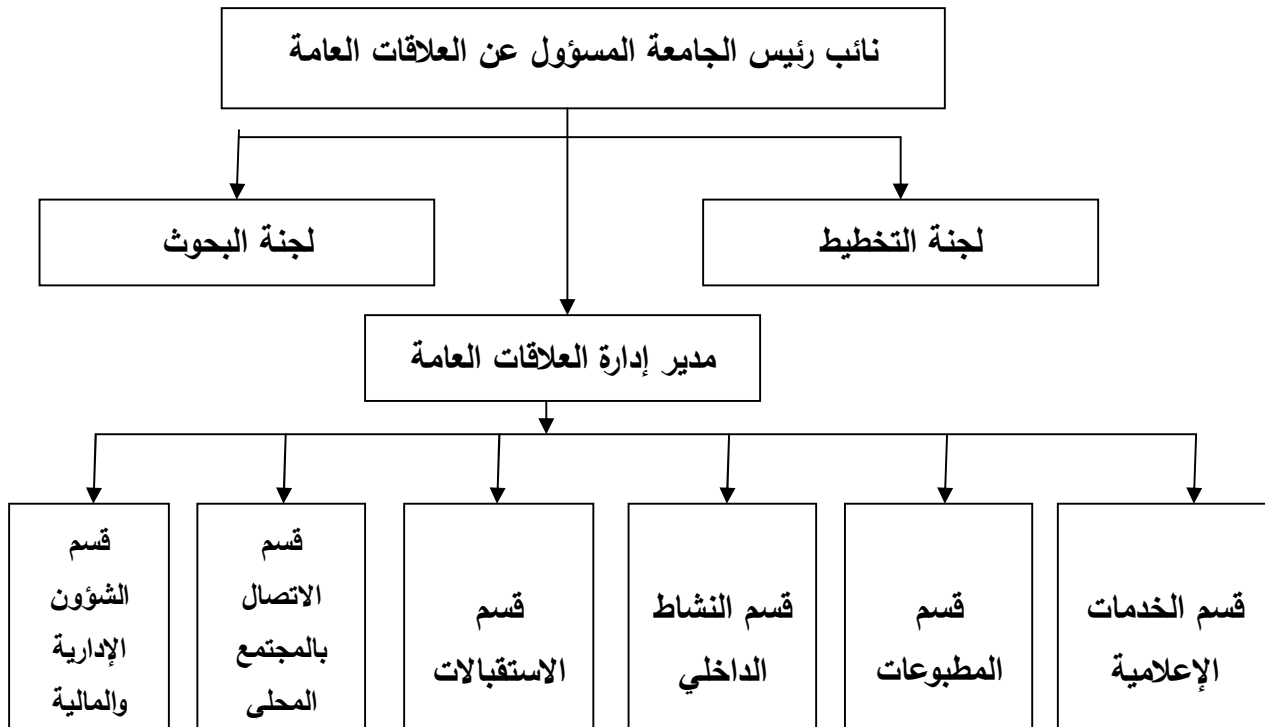 نائب رئيس الجامعة المسؤول عن العلاقات العامة
لجنة التخطيط
لجنة البحوث
مدير إدارة العلاقات العامة
قسم الخدمات
الإعلامية
قسم
المطبوعات
قسم النشاط
الداخلي
قسم
الاستقبالات
قسم
الاتصال
بالمجتمع
المحلي
قسم
الشؤون
الإدارية
والمالية